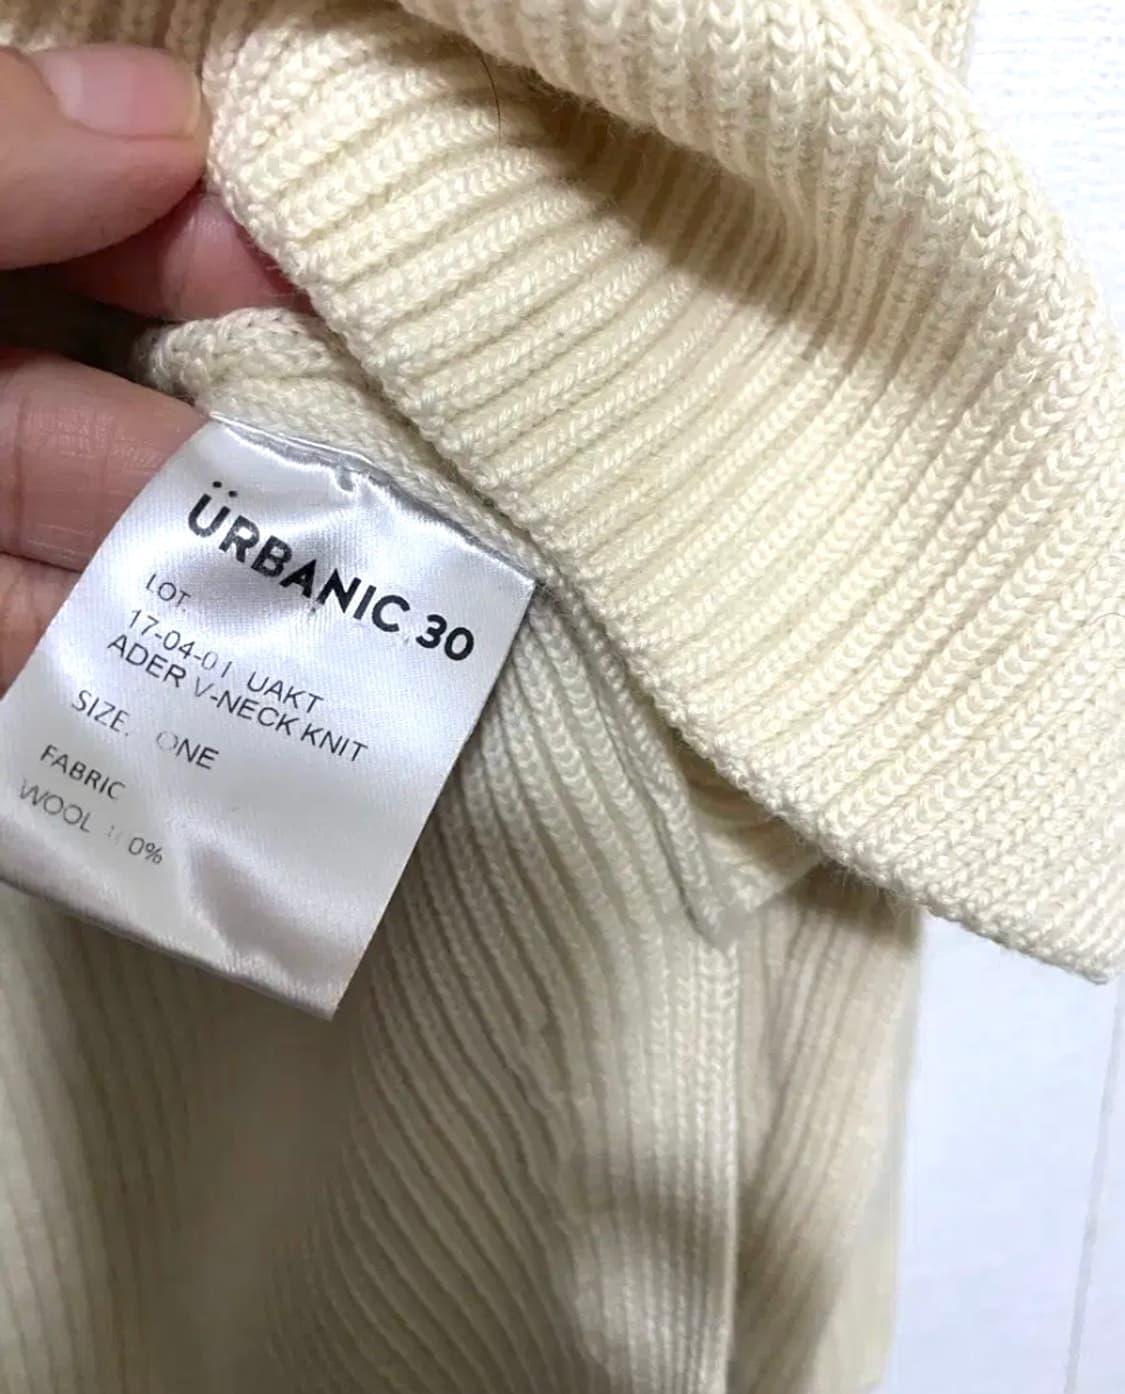 ÜRBANIC 30
LOT.
17-04-01 UAKT
ADER V-NECK KNIT
SIZE. ONE
FABRIC
WOOL